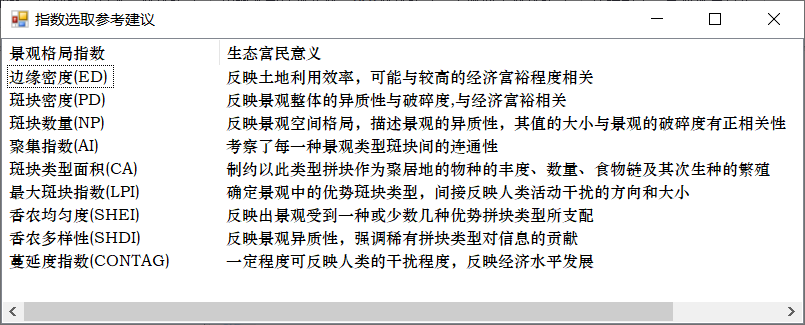 指数选取参考建议
景观格局指数 生态富民意义
边缘密度(ED) 反映土地利用效率，可能与较高的经济富裕程度相关
斑块密度(PD) 反映景观整体的异质性与破碎度,与经济富裕相关
斑块数量(NP) 反映景观空间格局，描述景观的异质性，其值的大小与景观的破碎度有正相关性
聚集指数(AI) 考察了每一种景观类型斑块间的连通性
斑块类型面积(CA) 制约以此类型拼块作为聚居地的物种的丰度、数量、食物链及其次生种的繁殖
最大斑块指数(LPI) 确定景观中的优势斑块类型，间接反映人类活动干扰的方向和大小
香农均匀度(SHEI) 反映出景观受到一种或少数几种优势拼块类型所支配
香农多样性(SHDI) 反映景观异质性，强调稀有拼块类型对信息的贡献
蔓延度指数(CONTAG) 一定程度可反映人类的干扰程度，反映经济水平发展